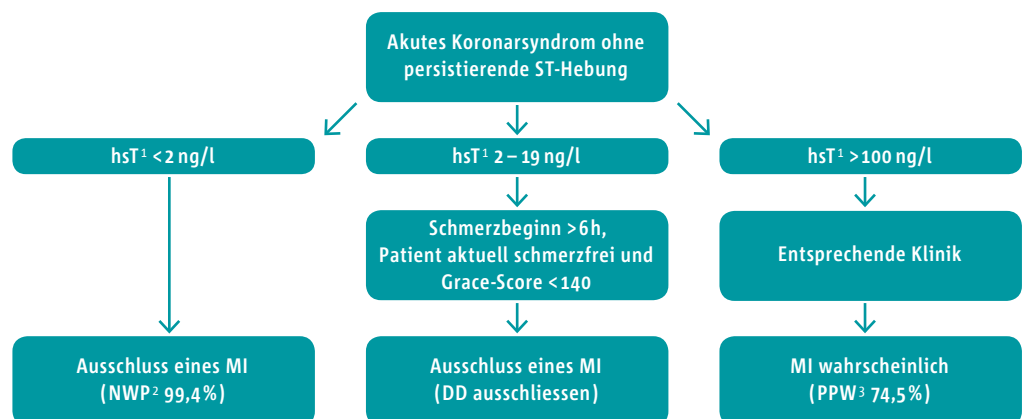 Akutes Koronarsyndrom ohne
persistierende ST-Hebung
hsT¹ <2 ng/l
hsT¹ 2 – 19 ng/l
hsT¹ >100 ng/l
Schmerzbeginn >6h,
Patient aktuell schmerzfrei und
Grace-Score <140
Entsprechende Klinik
Ausschluss eines MI
(NWP² 99,4%)
Ausschluss eines MI
(DD ausschliessen)
MI wahrscheinlich
(PPW³ 74,5%)